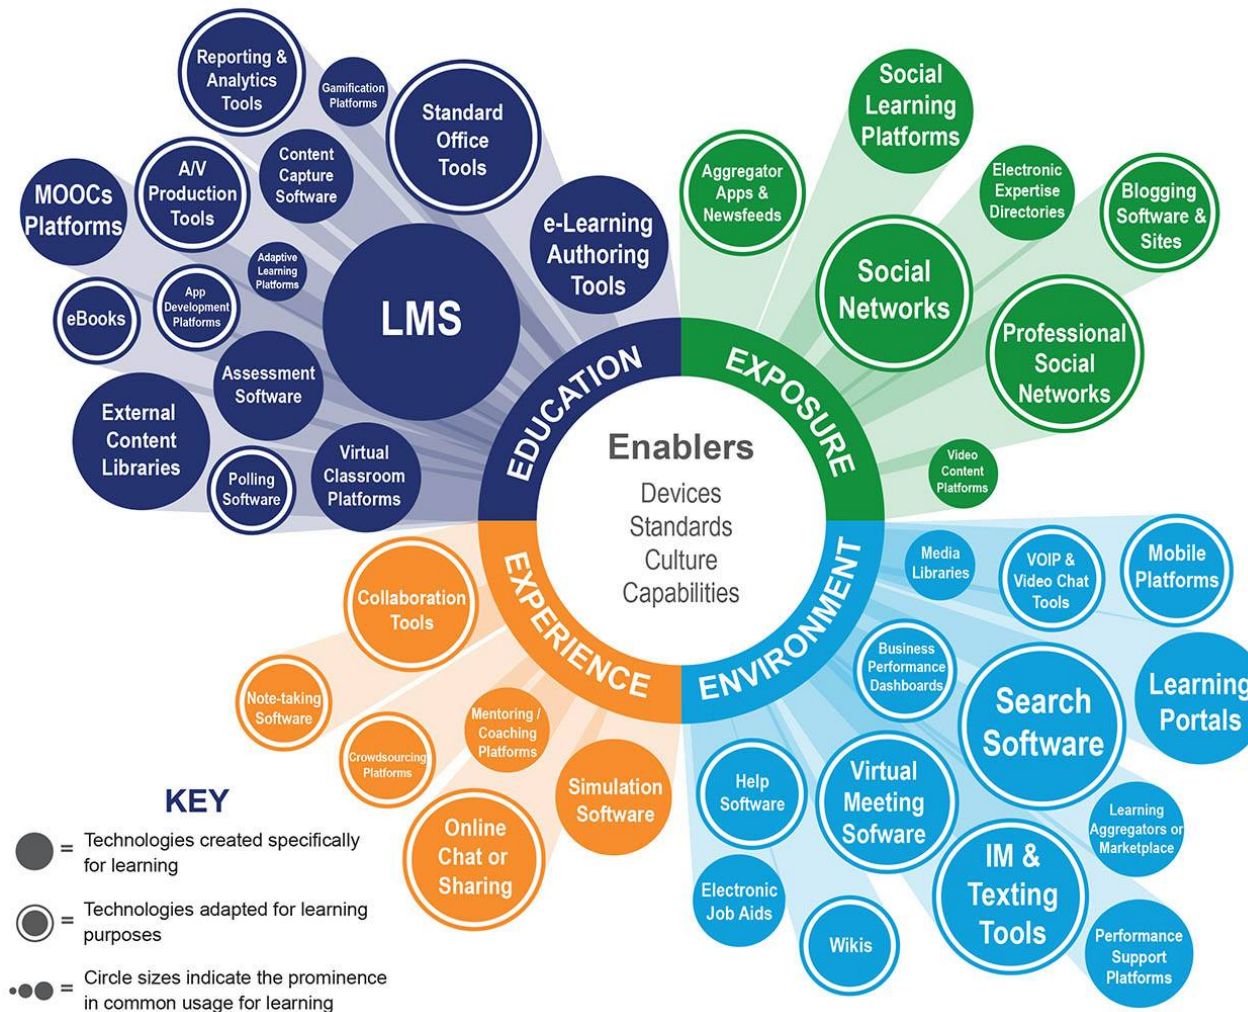 Reporting &
Analytics
Tools
Gamification
Platforms
Standard
Office
Tools
MOOCs
Platforms
A/V
Production
Tools
Content
Capture
Software
e-Learning
Authoring
Tools
Adaptive
Learning
Platforms
eBooks
App
Development
Platforms
LMS
Assessment
Software
External
Content
Libraries
Polling
Software
Virtual
Classroom
Platforms
EDUCATION
Social
Learning
Platforms
Aggregator
Apps &
Newsfeeds
Electronic
Expertise
Directories
Blogging
Software &
Sites
Social
Networks
Professional
Social
Networks
Video
Content
Platforms
EXPOSURE
Enablers
Devices
Standards
Culture
Capabilities
EXPERIENCE
Collaboration
Tools
Note-taking
Software
Crowdsourcing
Platforms
Mentoring /
Coaching
Platforms
Online
Chat or
Sharing
Simulation
Software
ENVIRONMENT
Media
Libraries
VOIP &
Video Chat
Tools
Mobile
Platforms
Business
Performance
Dashboards
Search
Software
Learning
Portals
Help
Software
Virtual
Meeting
Sofware
Learning
Aggregators or
Marketplace
Electronic
Job Aids
Wikis
IM &
Texting
Tools
Performance
Support
Platforms
KEY
= Technologies created specifically
for learning
= Technologies adapted for learning
purposes
= Circle sizes indicate the prominence
in common usage for learning